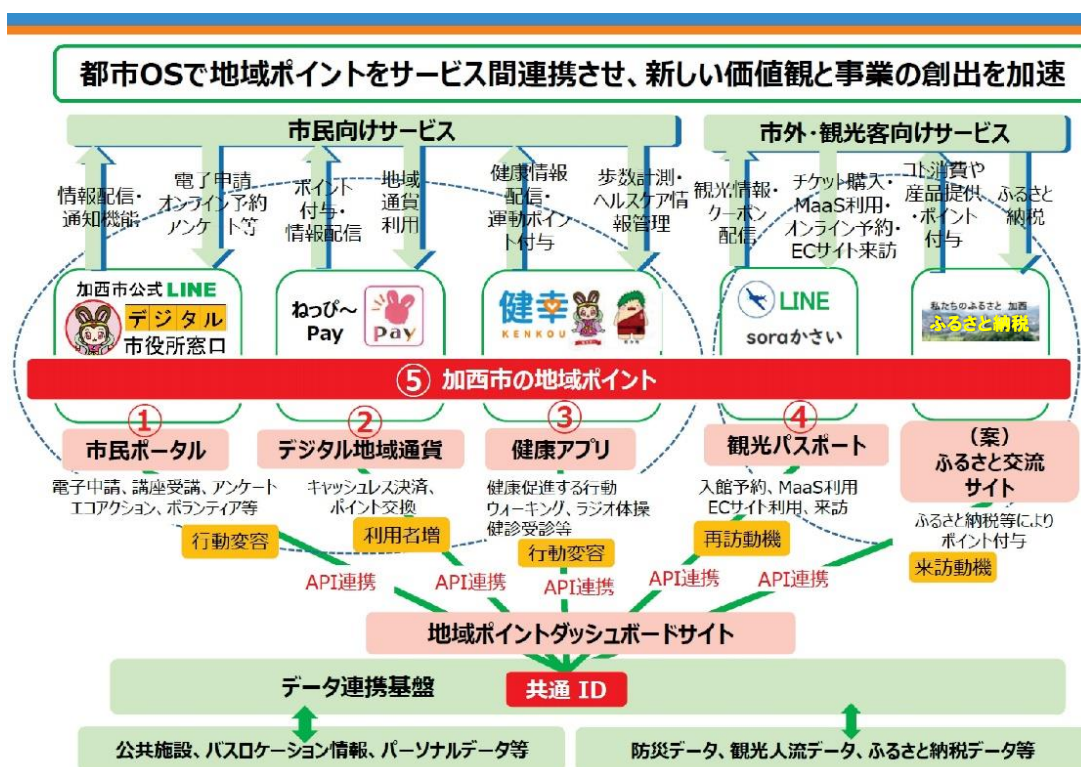 都市OSで地域ポイントをサービス間連携させ、新しい価値観と事業の創出を加速
市民向けサービス
市外・観光客向けサービス
情報配信・
通知機能
電子申請
オンライン予約
アンケート等
ポイント
付与・
情報配信
地域
通貨
利用
健康情報
配信・
運動ポイン
ト付与
歩数計測・
ヘルスケア情
報管理
観光情報・
クーポン
配信
チケット購入・
MaaS利用・
オンライン予約・
ECサイト来訪
コト消費や
産品提供
・ポイント
付与
ふるさと
納税
加西市公式 LINE
デジタル
市役所窓口
ねっぴ～
Pay
Pay
健幸
KENKOU
LINE
soraかさい
私たちのふるさと 加西
ふるさと納税
⑤ 加西市の地域ポイント
①
市民ポータル
②
デジタル地域通貨
③
健康アプリ
④
観光パスポート
（案）
ふるさと交流
サイト
電子申請、講座受講、アンケート
エコアクション、ボランティア等
行動変容
キャッシュレス決済、
ポイント交換
利用者増
健康促進する行動
ウォーキング、ラジオ体操
健診受診等
行動変容
入館予約、MaaS利用
ECサイト利用、来訪
再訪動機
ふるさと納税等により
ポイント付与
来訪動機
API連携
API連携
API連携
API連携
API連携
地域ポイントダッシュボードサイト
データ連携基盤
共通 ID
公共施設、バスロケーション情報、パーソナルデータ等
防災データ、観光人流データ、ふるさと納税データ等